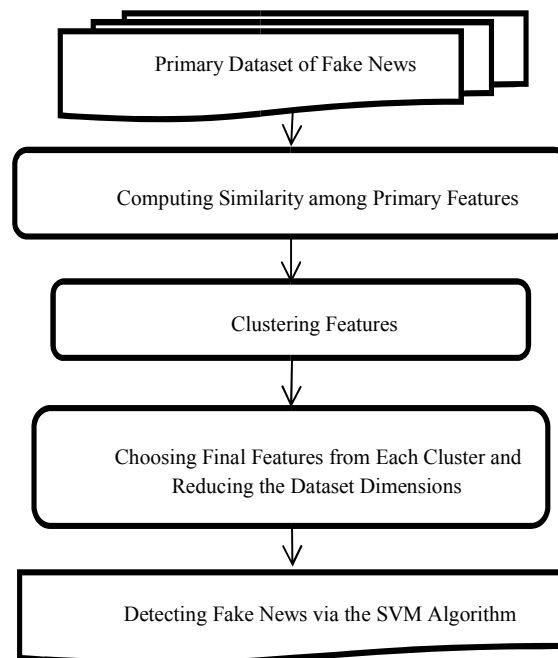 Primary Dataset of Fake News
Computing Similarity among Primary Features
Clustering Features
Choosing Final Features from Each Cluster and
Reducing the Dataset Dimensions
Detecting Fake News via the SVM Algorithm